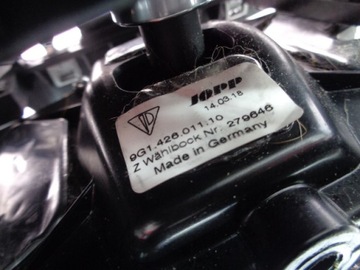 JOPP
14.03-18
9G1.426.011.10
Z Wählbock Nr. 279646
Made in Germany